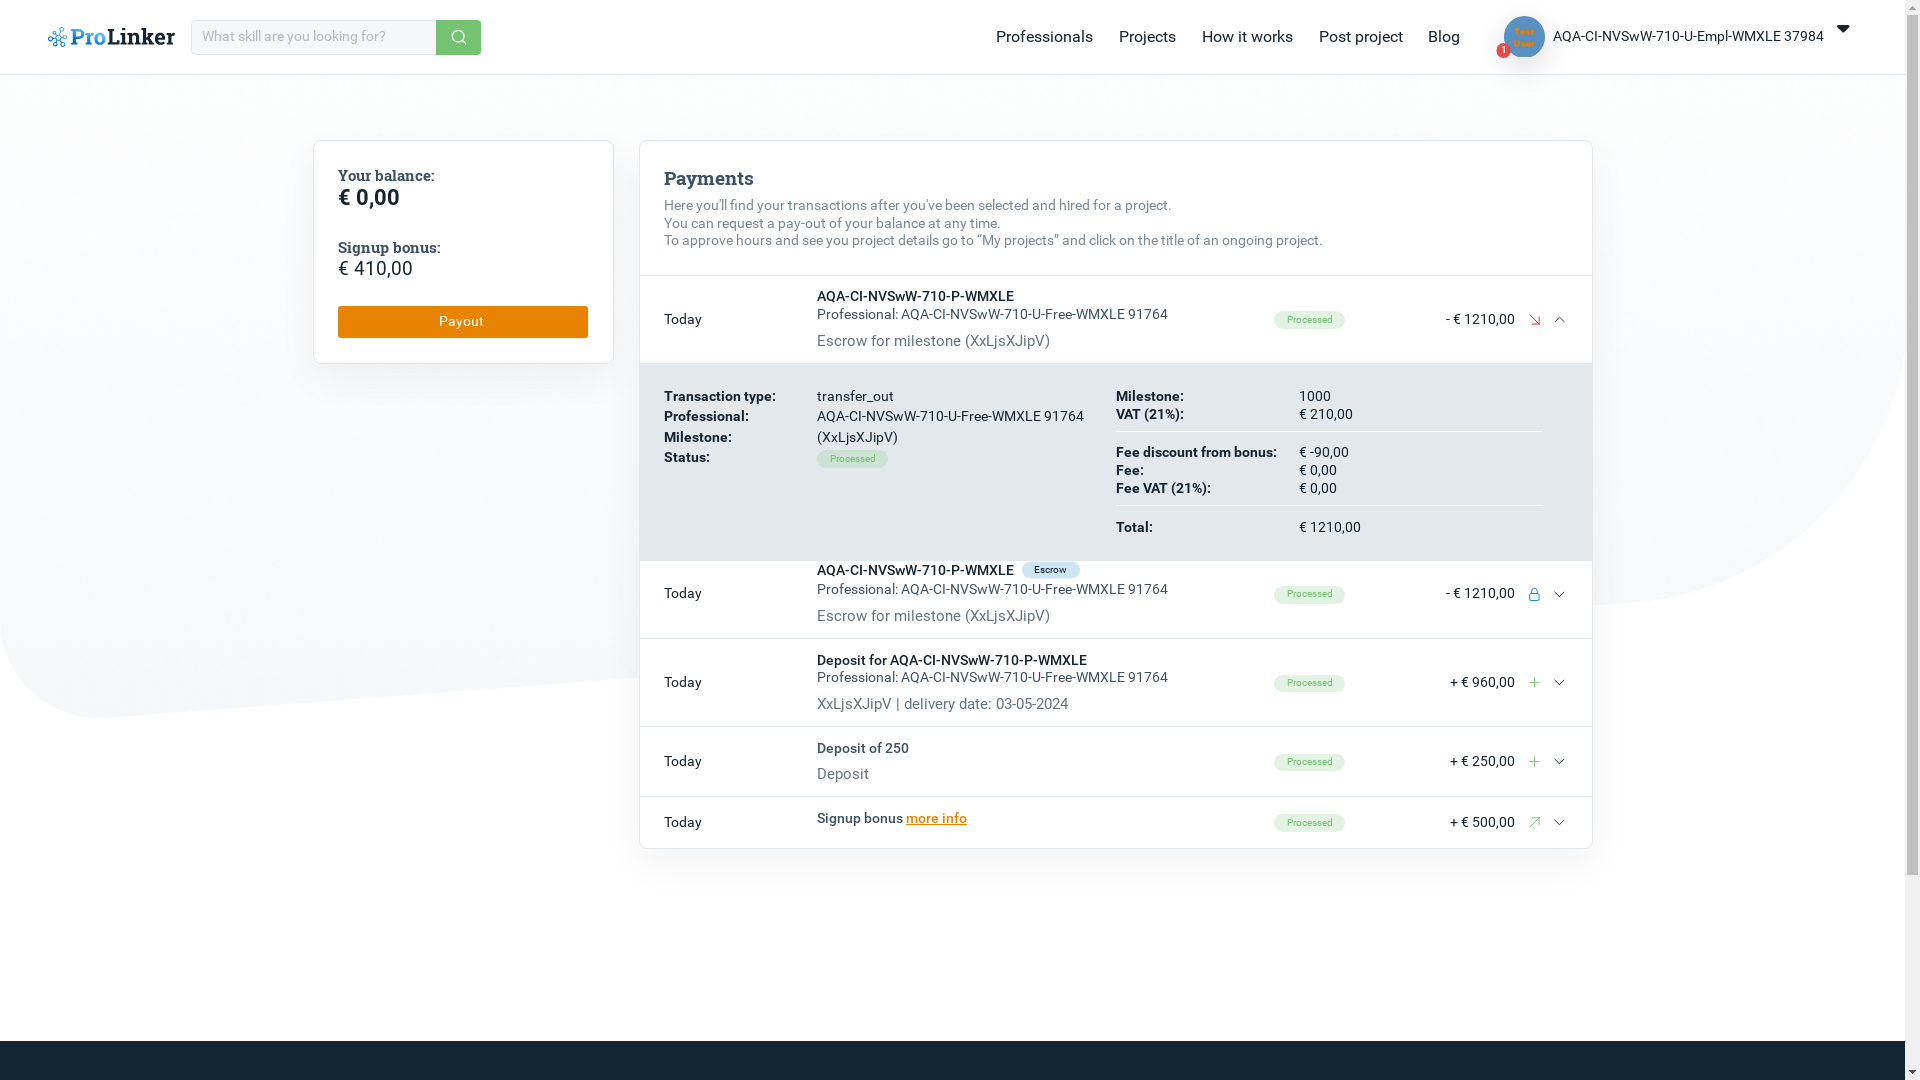 ProLinker
What skill are you looking for?
Professionals
Projects
How it works
Post project
Blog
Test
User
1
AQA-CI-NVSwW-710-U-Empl-WMXLE 37984
Your balance:
€ 0,00
Signup bonus:
€ 410,00
Payout
Payments
Here you'll find your transactions after you've been selected and hired for a project.
You can request a pay-out of your balance at any time.
To approve hours and see you project details go to “My projects” and click on the title of an ongoing project.
Today
AQA-CI-NVSwW-710-P-WMXLE
Professional: AQA-CI-NVSwW-710-U-Free-WMXLE 91764
Escrow for milestone (XxLjsXJipV)
Processed
- € 1210,00
Transaction type: transfer_out
Professional: AQA-CI-NVSwW-710-U-Free-WMXLE 91764
Milestone: (XxLjsXJipV)
Status: Processed
Milestone: 1000
VAT (21%): € 210,00
Fee discount from bonus: € -90,00
Fee: € 0,00
Fee VAT (21%): € 0,00
Total: € 1210,00
Today
AQA-CI-NVSwW-710-P-WMXLE Escrow
Professional: AQA-CI-NVSwW-710-U-Free-WMXLE 91764
Escrow for milestone (XxLjsXJipV)
Processed
- € 1210,00
Today
Deposit for AQA-CI-NVSwW-710-P-WMXLE
Professional: AQA-CI-NVSwW-710-U-Free-WMXLE 91764
XxLjsXJipV | delivery date: 03-05-2024
Processed
+ € 960,00
Today
Deposit of 250
Deposit
Processed
+ € 250,00
Today
Signup bonus more info
Processed
+ € 500,00